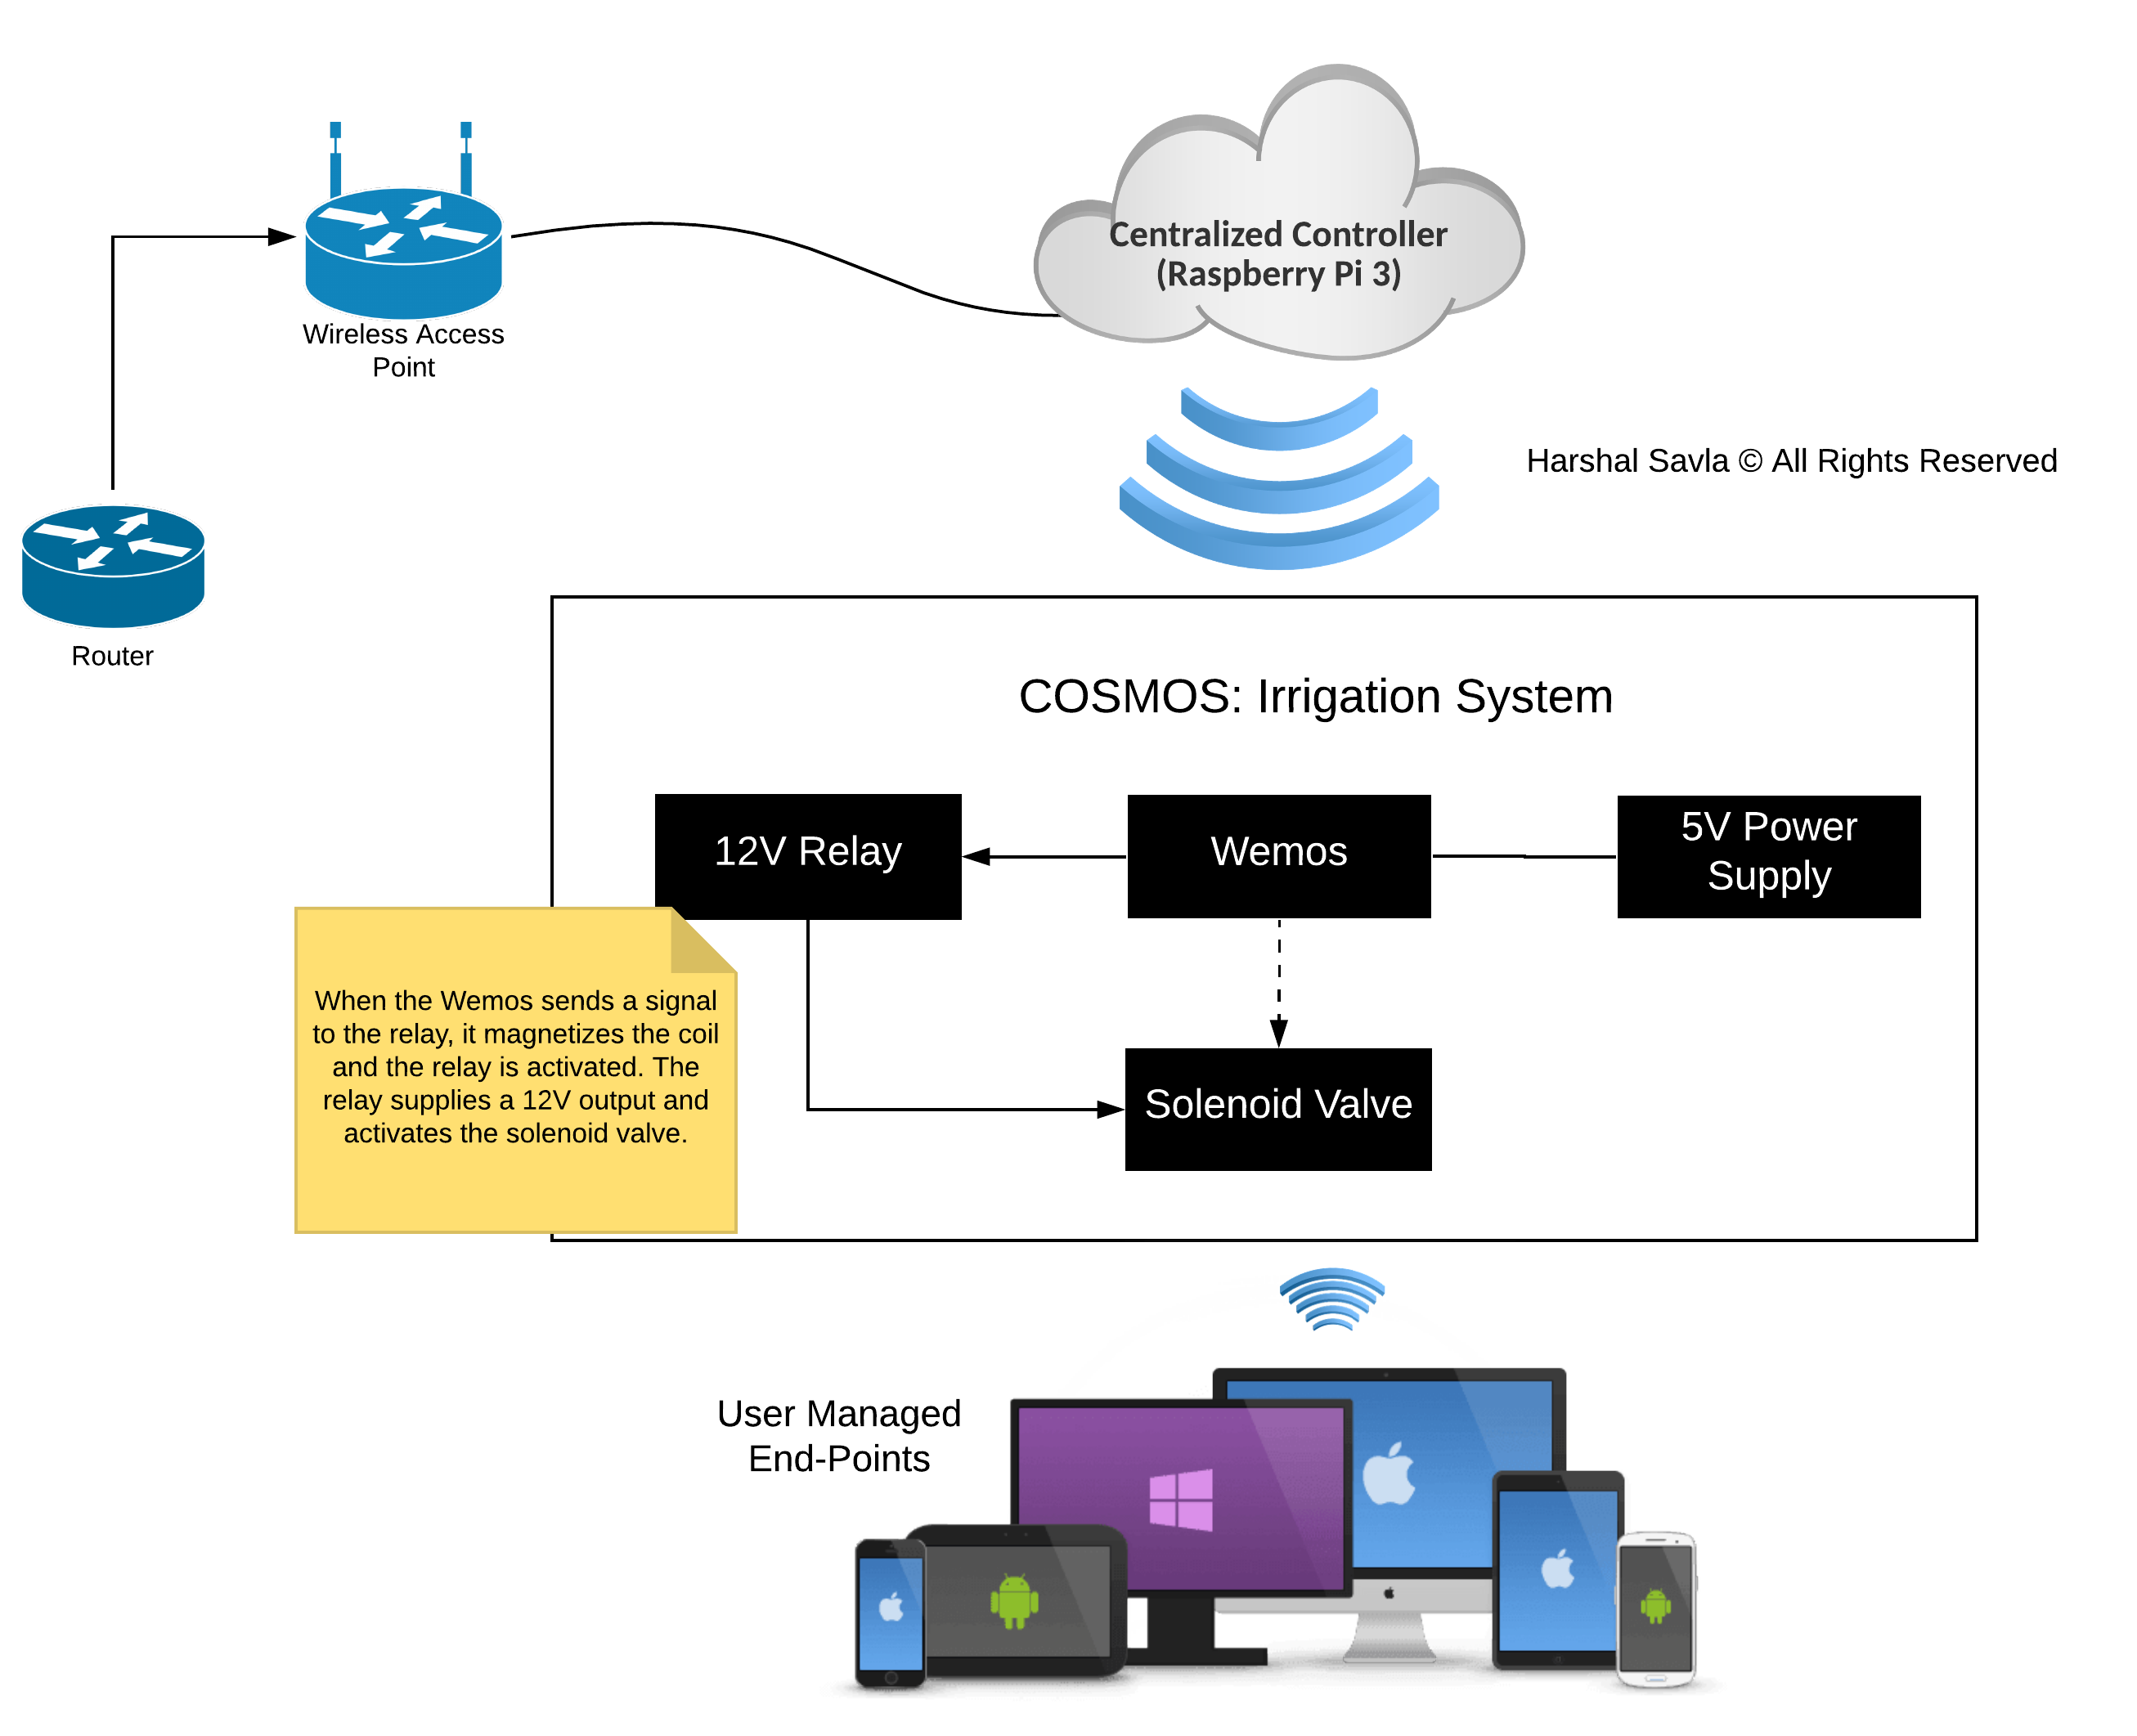 Centralized Controller
(Raspberry Pi 3)
Wireless Access
Point
Harshal Savla © All Rights Reserved
Router
COSMOS: Irrigation System
12V Relay
Wemos
5V Power
Supply
When the Wemos sends a signal
to the relay, it magnetizes the coil
and the relay is activated. The
relay supplies a 12V output and
activates the solenoid valve.
Solenoid Valve
User Managed
End-Points